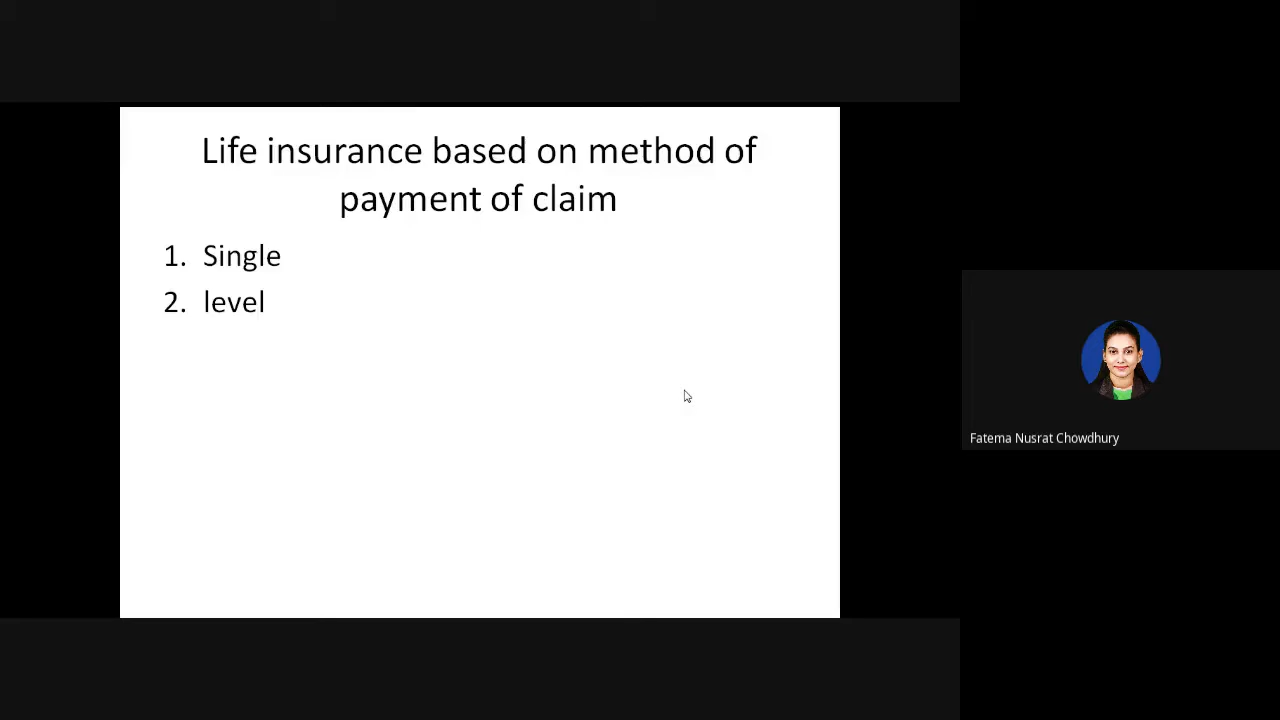 Life insurance based on method of
payment of claim
1. Single
2. level
Fatema Nusrat Chowdhury